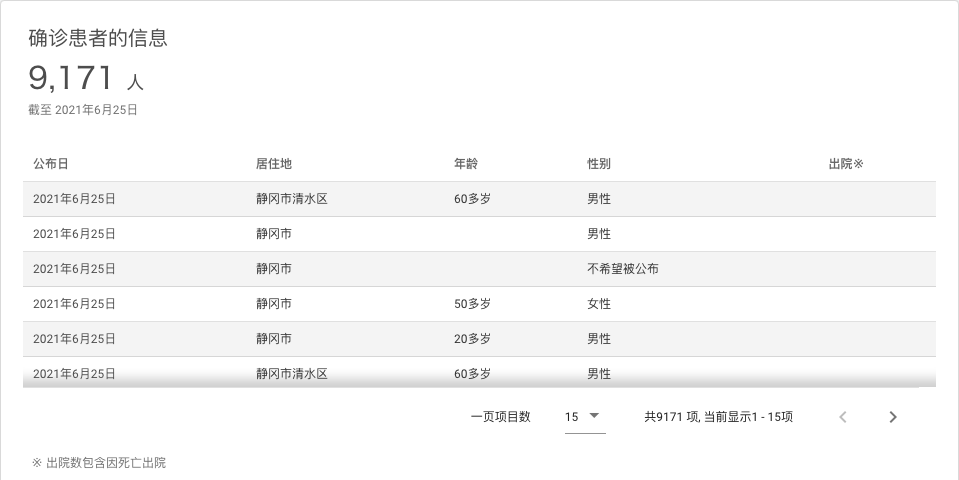 确诊患者的信息
9,171 人
截至 2021年6月25日
公布日 居住地 年龄 性别 出院※
2021年6月25日 静冈市清水区 60多岁 男性
2021年6月25日 静冈市 男性
2021年6月25日 静冈市 不希望被公布
2021年6月25日 静冈市 50多岁 女性
2021年6月25日 静冈市 20多岁 男性
2021年6月25日 静冈市清水区 60多岁 男性
一页项目数 15 共9171 项, 当前显示1 - 15项
※ 出院数包含因死亡出院